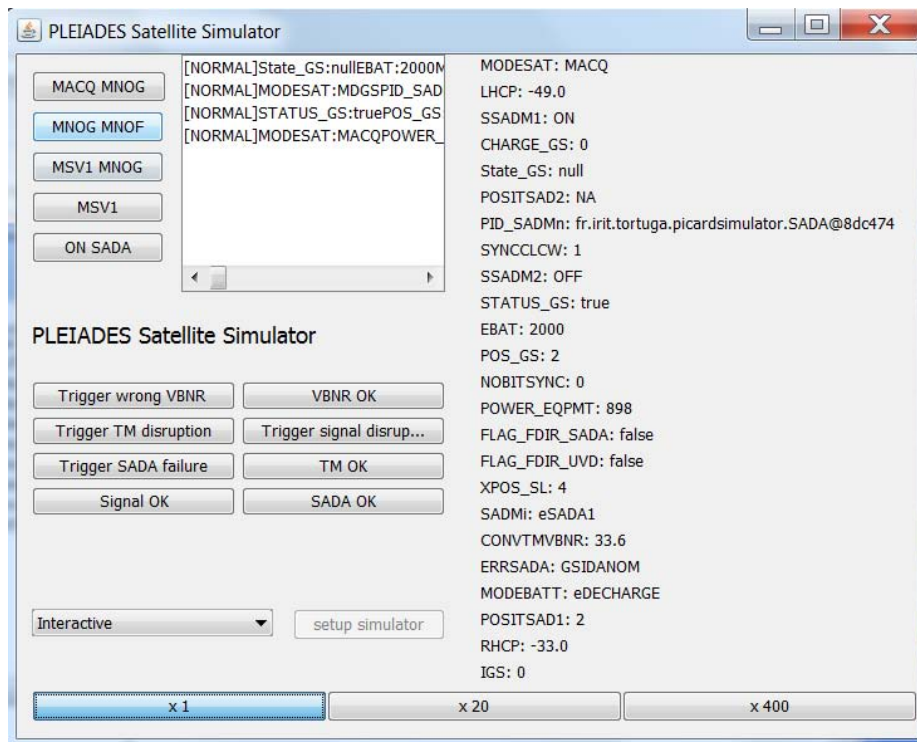 PLEIADES Satellite Simulator
MACQ MNOG
MNOG MNOF
MSV1 MNOG
MSV1
ON SADA
[NORMAL]State_GS:nullEBAT:2000M
[NORMAL]MODESAT:MDGSPID_SAD
[NORMAL]STATUS_GS:truePOS_GS
[NORMAL]MODESAT:MACQPOWER_
PLEIADES Satellite Simulator
Trigger wrong VBNR
VBNR OK
Trigger TM disruption
Trigger signal disrup...
Trigger SADA failure
TM OK
Signal OK
SADA OK
Interactive
setup simulator
MODESAT: MACQ
LHCP: -49.0
SSADM1: ON
CHARGE_GS: 0
State_GS: null
POSITSAD2: NA
PID_SADMn: fr.irit.tortuga.picardsimulator.SADA@8dc474
SYNCCLCW: 1
SSADM2: OFF
STATUS_GS: true
EBAT: 2000
POS_GS: 2
NOBITSYNC: 0
POWER_EQPMT: 898
FLAG_FDIR_SADA: false
FLAG_FDIR_UVD: false
XPOS_SL: 4
SADMi: eSADA1
CONVTMVBNR: 33.6
ERRSADA: GSIDANOM
MODEBATT: eDECHARGE
POSITSAD1: 2
RHCP: -33.0
IGS: 0
x 1
x 20
x 400